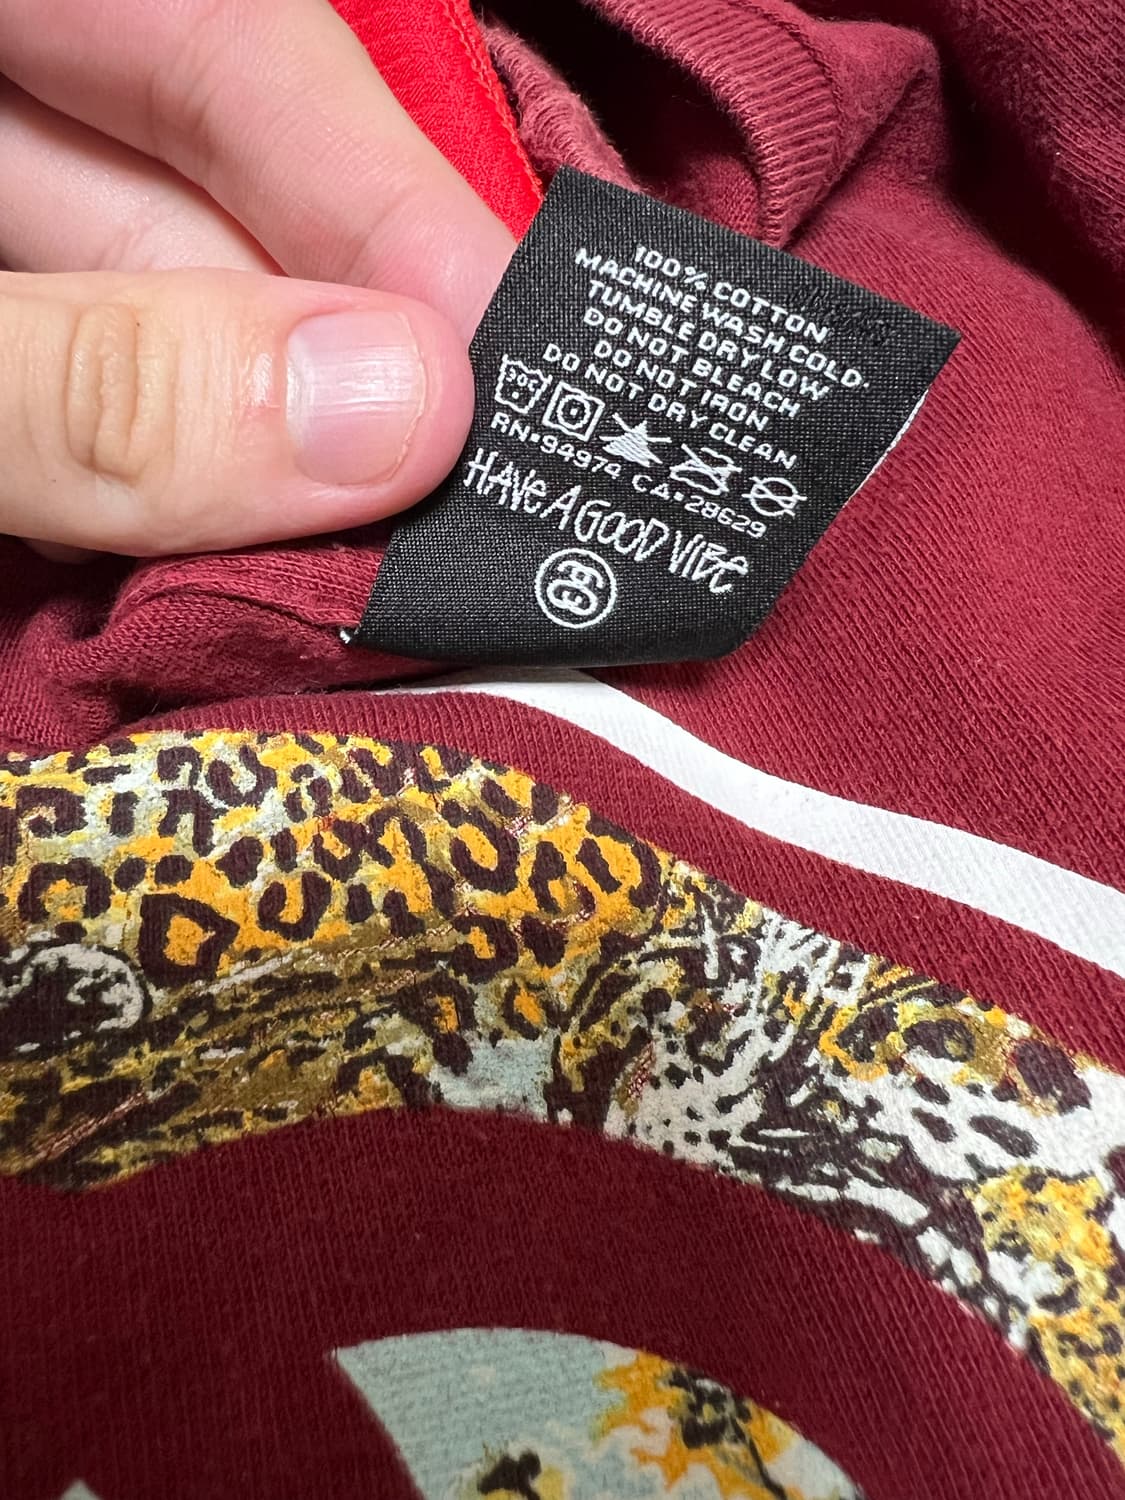 100% COTTON
MACHINE WASH COLD.
TUMBLE DRY LOW
DO NOT BLEACH
DO NOT IRON
DO NOT DRY CLEAN
30C
RN•94974 CA•28629
HAVE A GOOD VIBE